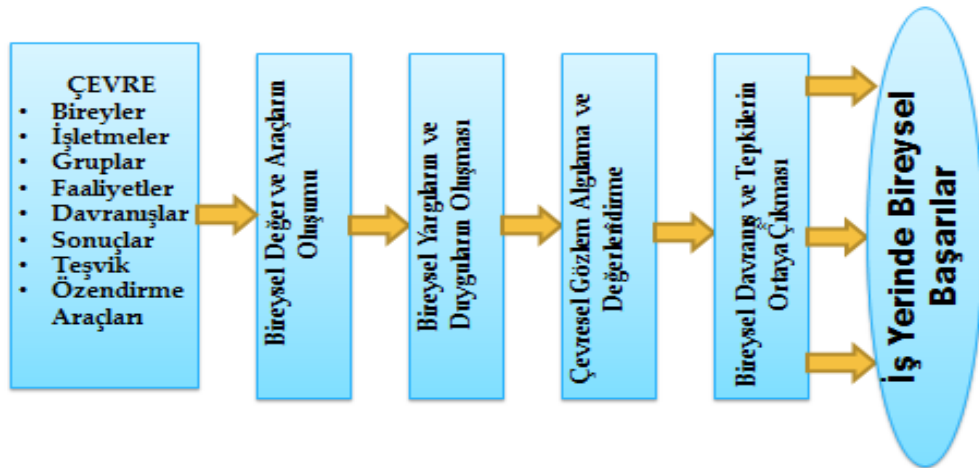 ÇEVRE
• Bireyler
• İşletmeler
• Gruplar
• Faaliyetler
• Davranışlar
• Sonuçlar
• Teşvik
• Özendirme
Araçları
Bireysel Değer ve Araçların
Oluşumu
Bireysel Yargıların ve
Duyguların Oluşması
Çevresel Gözlem Algılama ve
Değerlendirme
Bireysel Davranış ve Tepkilerin
Ortaya Çıkması
İş Yerinde Bireysel
Başarılar